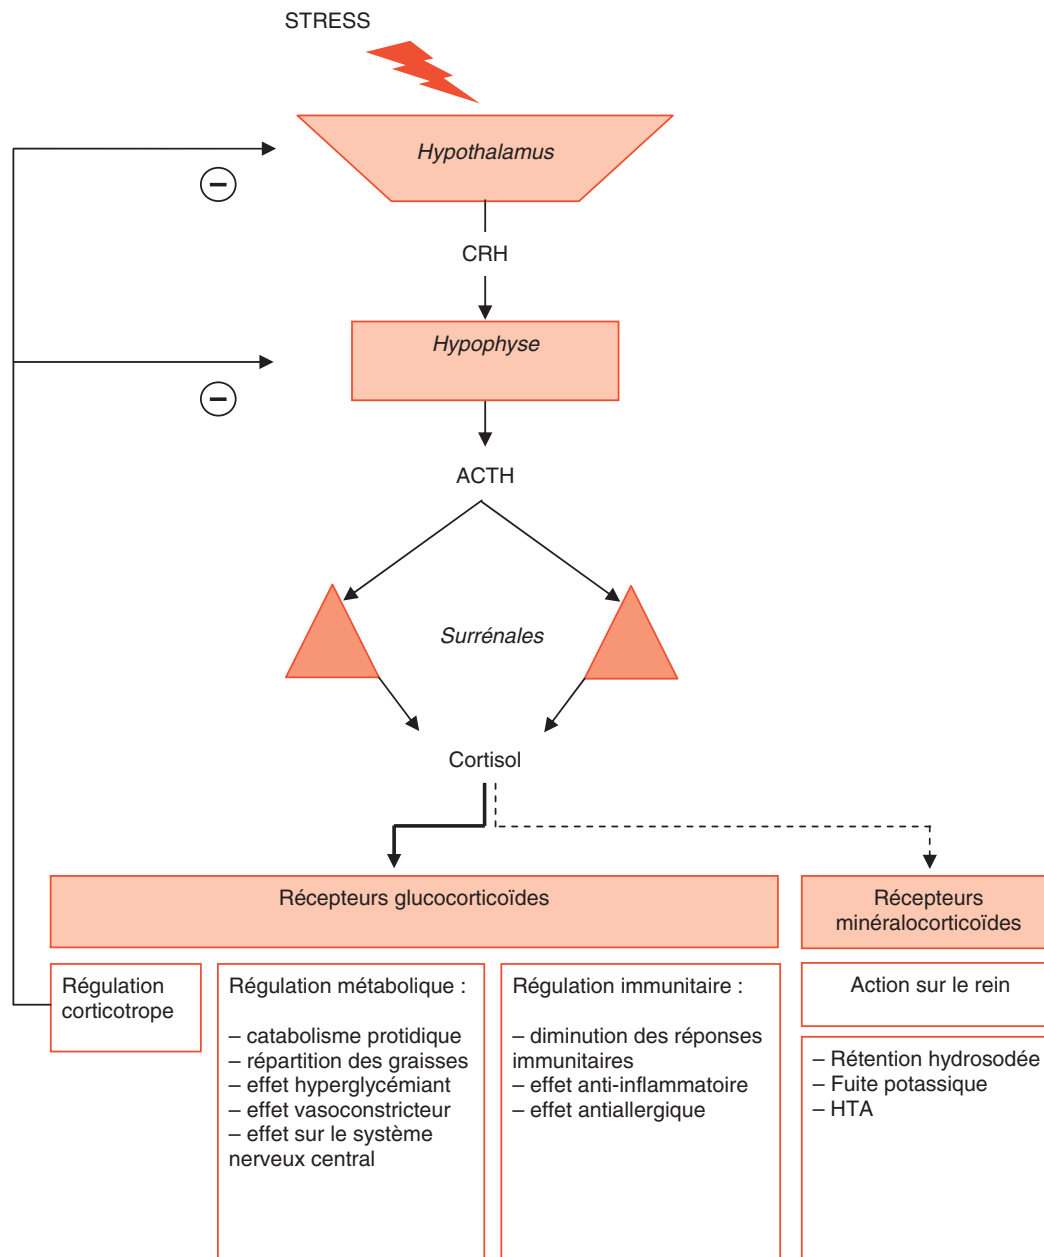 STRESS
Hypothalamus
−
CRH
Hypophyse
−
ACTH
Surrénales
Cortisol
Récepteurs glucocorticoïdes
Récepteurs
minéralocorticoïdes
Régulation
corticotrope
Régulation métabolique :
– catabolisme protidique
– répartition des graisses
– effet hyperglycémiant
– effet vasoconstricteur
– effet sur le système
nerveux central
Régulation immunitaire :
– diminution des réponses
immunitaires
– effet anti-inflammatoire
– effet antiallergique
Action sur le rein
– Rétention hydrosodée
– Fuite potassique
– HTA